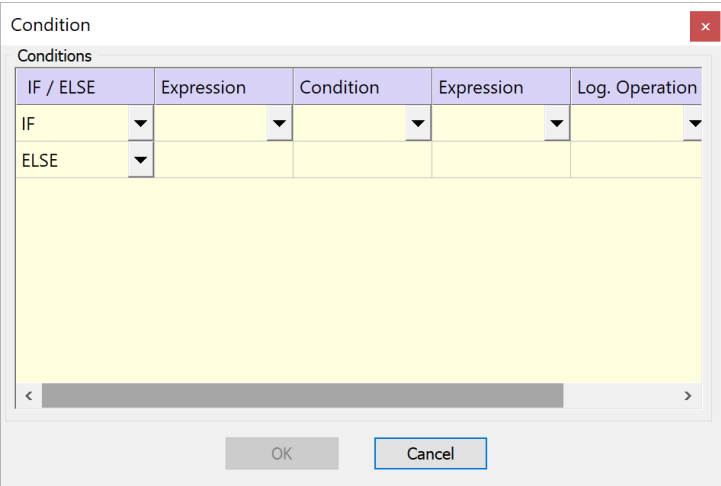 Condition
Conditions
IF / ELSE Expression Condition Expression Log. Operation
IF
ELSE
OK Cancel